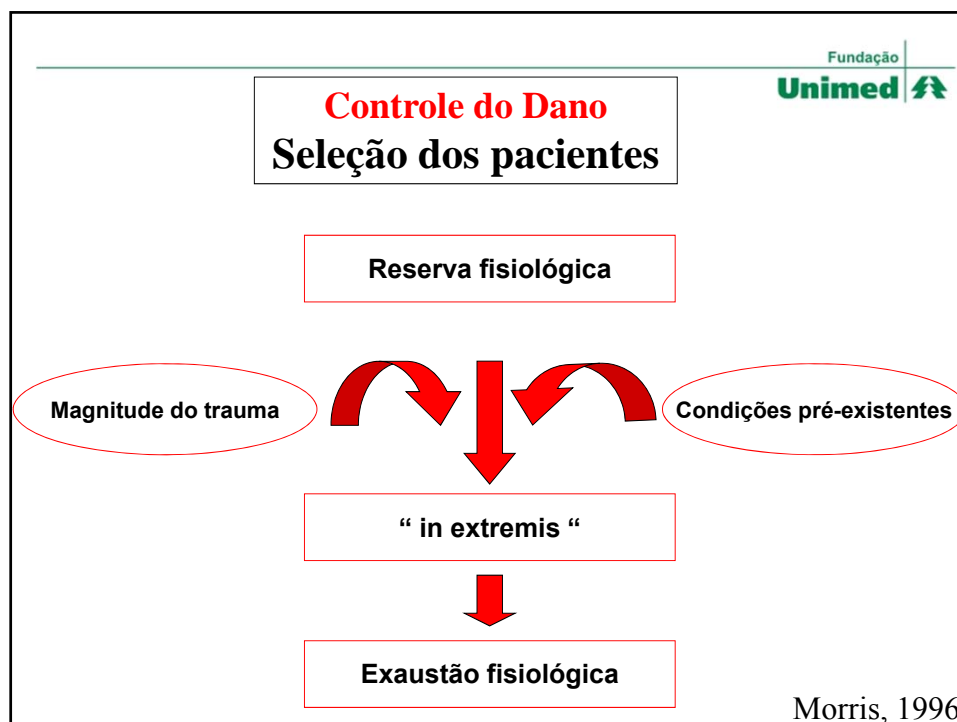 Fundação
Unimed
Controle do Dano
Seleção dos pacientes
Reserva fisiológica
Magnitude do trauma
Condições pré-existentes
“ in extremis “
Exaustão fisiológica
Morris, 1996